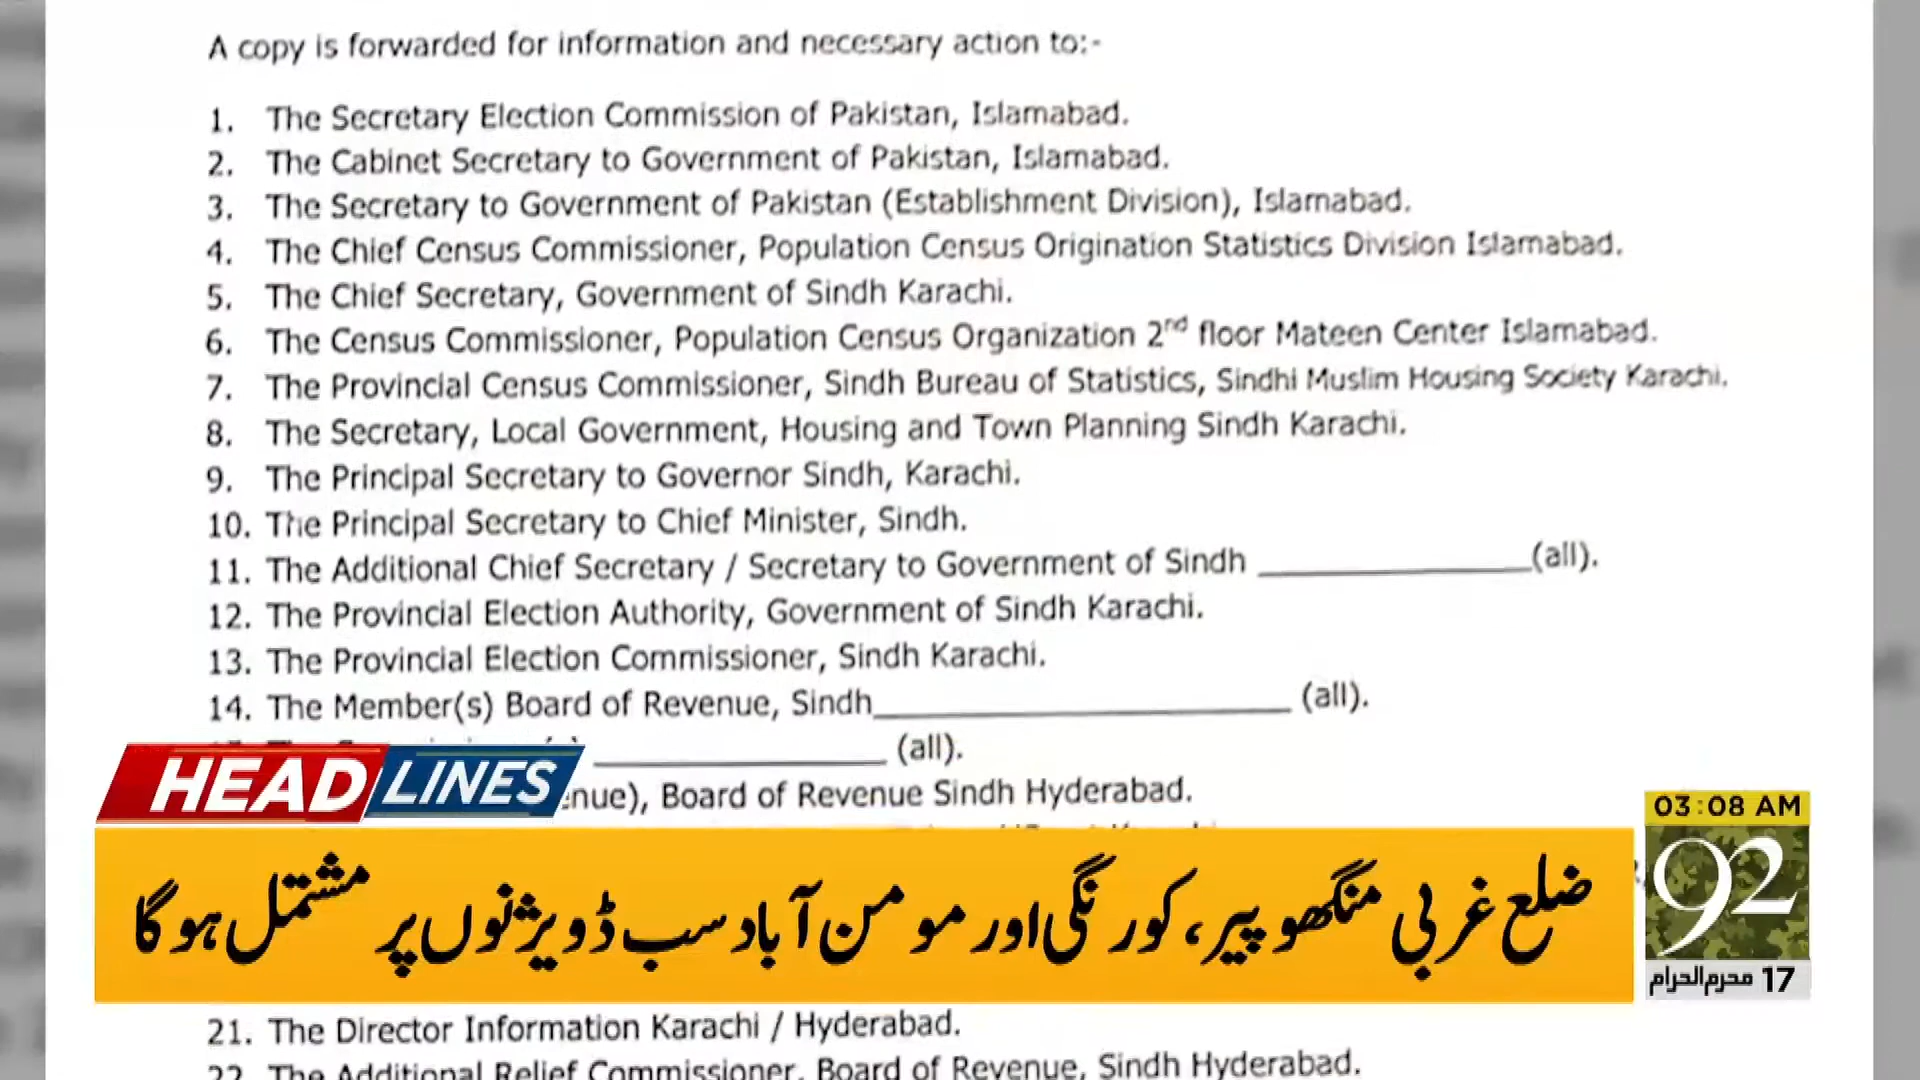 A copy is forwarded for information and necessary action to:-
1. The Secretary Election Commission of Pakistan, Islamabad.
2. The Cabinet Secretary to Government of Pakistan, Islamabad.
3. The Secretary to Government of Pakistan (Establishment Division), Islamabad.
4. The Chief Census Commissioner, Population Census Origination Statistics Division Islamabad.
5. The Chief Secretary, Government of Sindh Karachi.
6. The Census Commissioner, Population Census Organization 2nd floor Mateen Center Islamabad.
7. The Provincial Census Commissioner, Sindh Bureau of Statistics, Sindhi Muslim Housing Society Karachi.
8. The Secretary, Local Government, Housing and Town Planning Sindh Karachi.
9. The Principal Secretary to Governor Sindh, Karachi.
10. The Principal Secretary to Chief Minister, Sindh.
11. The Additional Chief Secretary / Secretary to Government of Sindh ______________(all).
12. The Provincial Election Authority, Government of Sindh Karachi.
13. The Provincial Election Commissioner, Sindh Karachi.
14. The Member(s) Board of Revenue, Sindh______________________ (all).
_______________ (all).
HEADLINES
enue), Board of Revenue Sindh Hyderabad.
03:08 AM
92
ضلع غربی منگھوپیر، کورنگی اور مومن آباد سب ڈویژنوں پر مشتمل ہوگا
17 محرم الحرام
21. The Director Information Karachi / Hyderabad.
22. The Additional Relief Commissioner, Board of Revenue, Sindh Hyderabad.